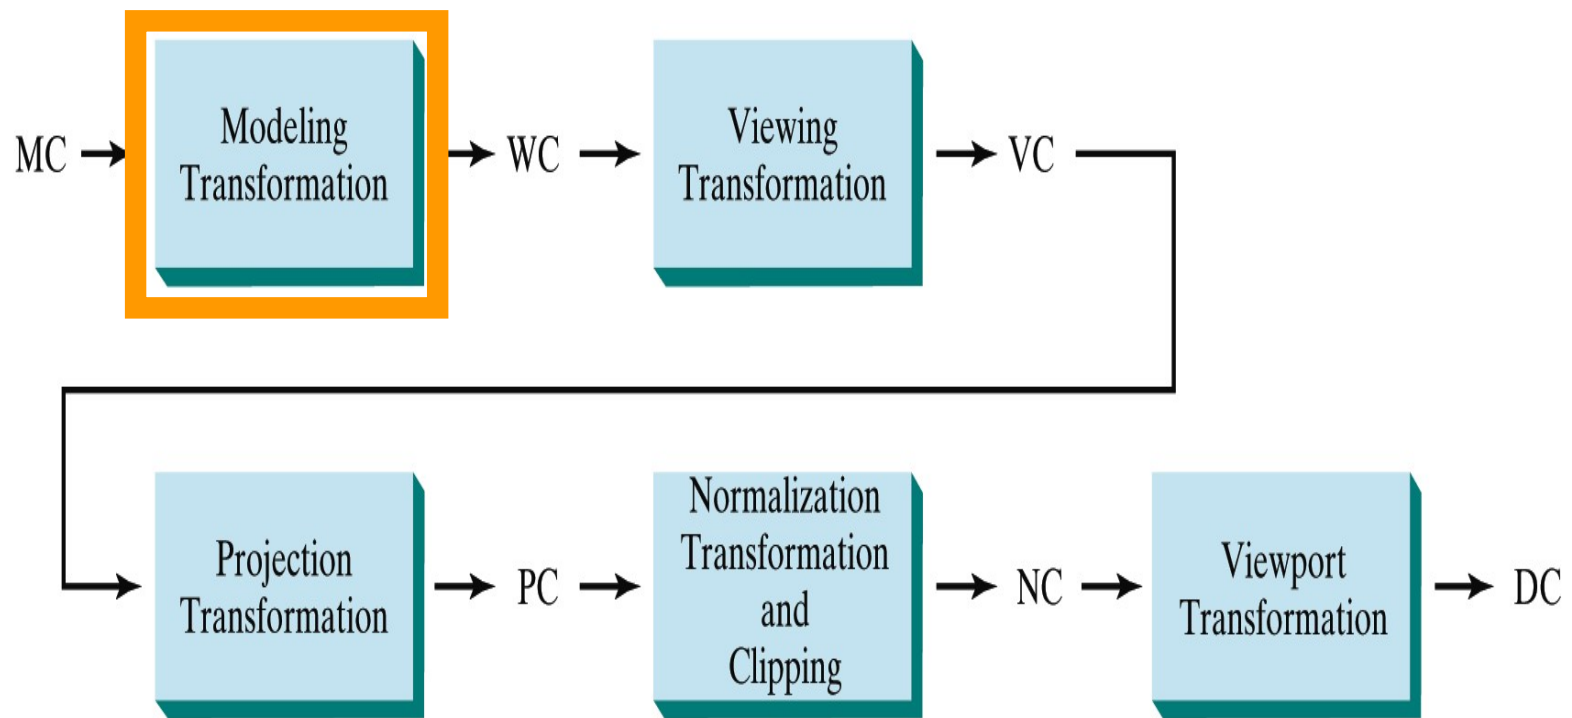 MC
Modeling
Transformation
WC
Viewing
Transformation
VC
Projection
Transformation
PC
Normalization
Transformation
and
Clipping
NC
Viewport
Transformation
DC